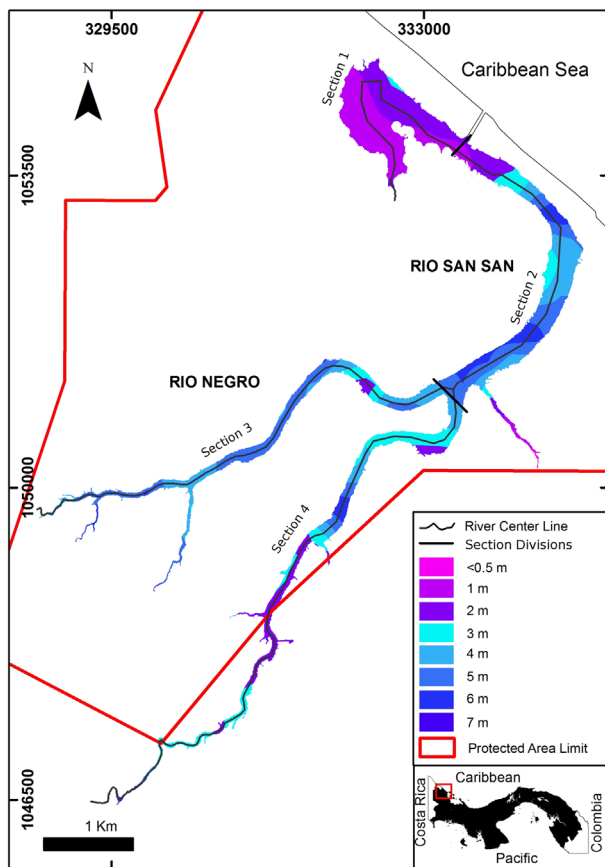 329500
333000
N
Section 1
Caribbean Sea
1053500
RIO SAN SAN
Section 2
RIO NEGRO
Section 3
1050000
Section 4
River Center Line
Section Divisions
<0.5 m
1 m
2 m
3 m
4 m
5 m
6 m
7 m
Protected Area Limit
1046500
1 Km
Caribbean
Costa Rica
Colombia
Pacific